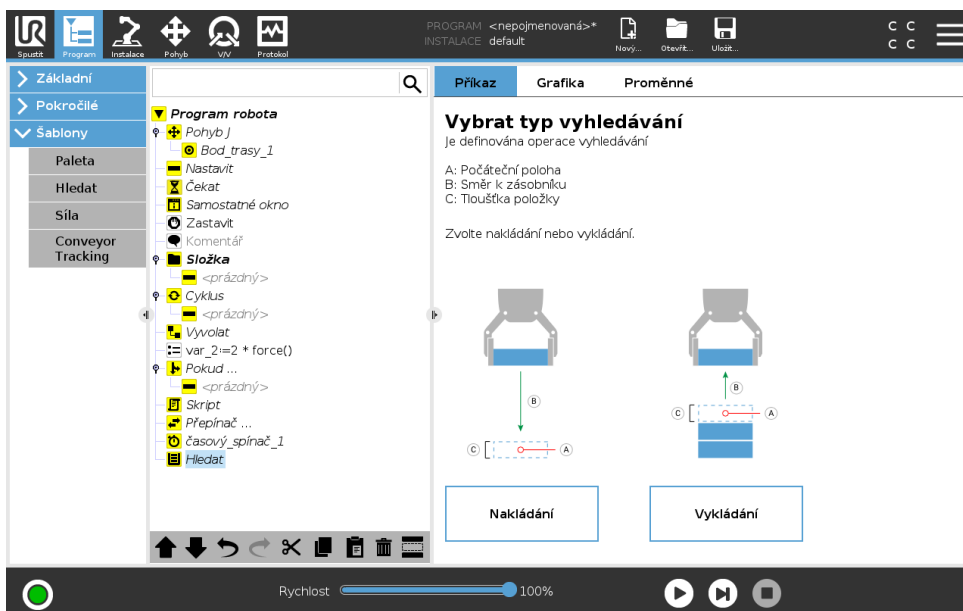 Spustit
Program
Instalace
Pohyb
V/V
Protokol
PROGRAM <nepojmenovaná>*
INSTALACE default
Nový...
Otevřít...
Uložit...
C C
C C
Základní
Pokročilé
Šablony
Paleta
Hledat
Síla
Conveyor
Tracking
Program robota
Pohyb J
Bod_trasy_1
Nastavit
Čekat
Samostatné okno
Zastavit
Komentář
Složka
<prázdný>
Cyklus
<prázdný>
Vyvolat
var_2:=2 * force()
Pokud ...
<prázdný>
Skript
Přepínač ...
časový_spínač_1
Hledat
Příkaz
Grafika
Proměnné
Vybrat typ vyhledávání
Je definována operace vyhledávání
A: Počáteční poloha
B: Směr k zásobníku
C: Tloušťka položky
Zvolte nakládání nebo vykládání.
B
C
A
B
C
A
Nakládání
Vykládání
Rychlost
100%